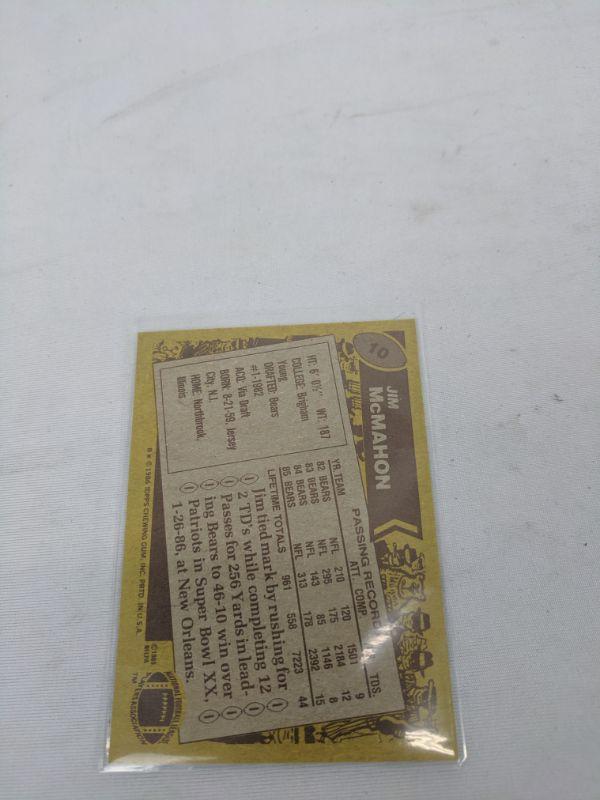 10
JIM
McMAHON
HT: 6' 0½" WT: 187
COLLEGE: Brigham
Young
DRAFTED: Bears
#1-1982
ACQ: Via Draft
BORN: 8-21-59, Jersey
City, N.J.
HOME: Northbrook,
Illinois
PASSING RECORD
YR. TEAM ATT. COMP. TDS.
82 BEARS NFL 210 120 1501 9
83 BEARS NFL 295 175 2184 12
84 BEARS NFL 143 85 1146 8
85 BEARS NFL 313 178 2392 15
LIFETIME TOTALS 961 558 7223 44
Jim tied mark by rushing for
2 TD's while completing 12
Passes for 256 Yards in lead-
ing Bears to 46-10 win over
Patriots in Super Bowl XX,
1-26-86, at New Orleans.
B* © 1986 TOPPS CHEWING GUM, INC. PRTD. IN U.S.A.
©1986
NFLPA
TM